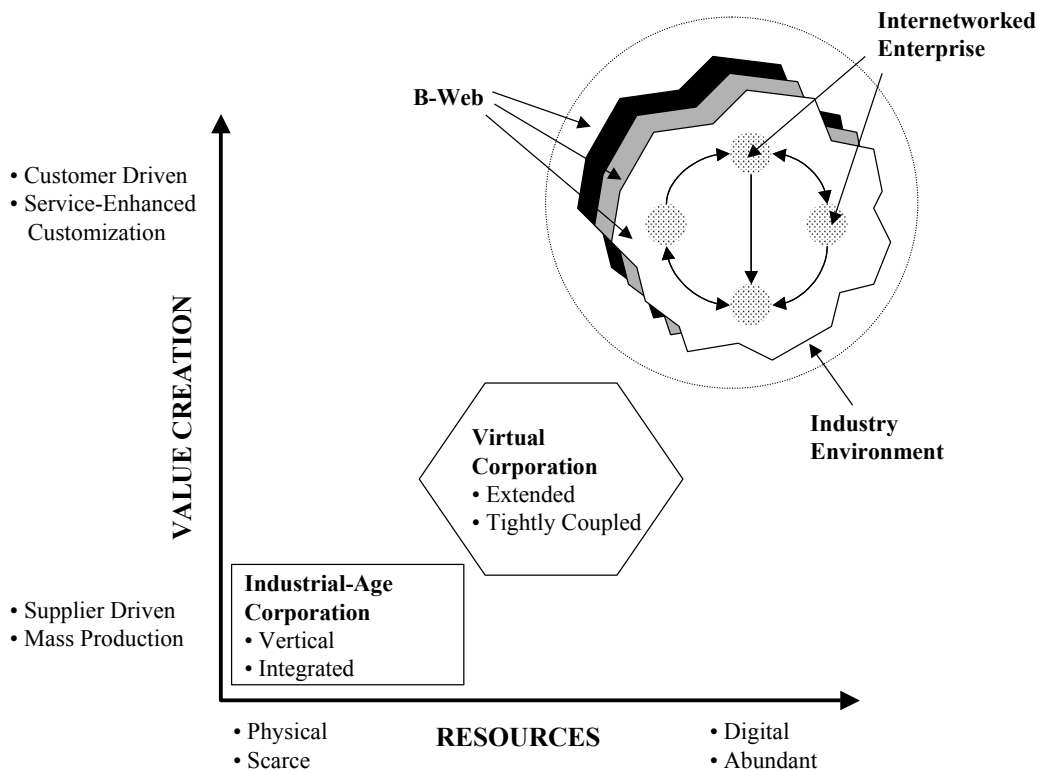 Internetworked
Enterprise
B-Web
• Customer Driven
• Service-Enhanced
Customization
VALUE CREATION
Industry
Environment
Virtual
Corporation
• Extended
• Tightly Coupled
Industrial-Age
Corporation
• Vertical
• Integrated
• Supplier Driven
• Mass Production
• Physical
• Scarce
RESOURCES
• Digital
• Abundant